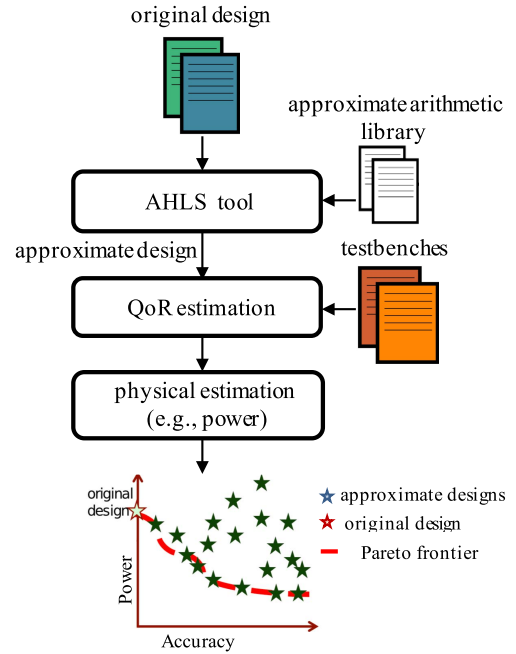 original design
approximate arithmetic
library
AHLS tool
approximate design
testbenches
QoR estimation
physical estimation
(e.g., power)
original
design
approximate designs
original design
Pareto frontier
Power
Accuracy